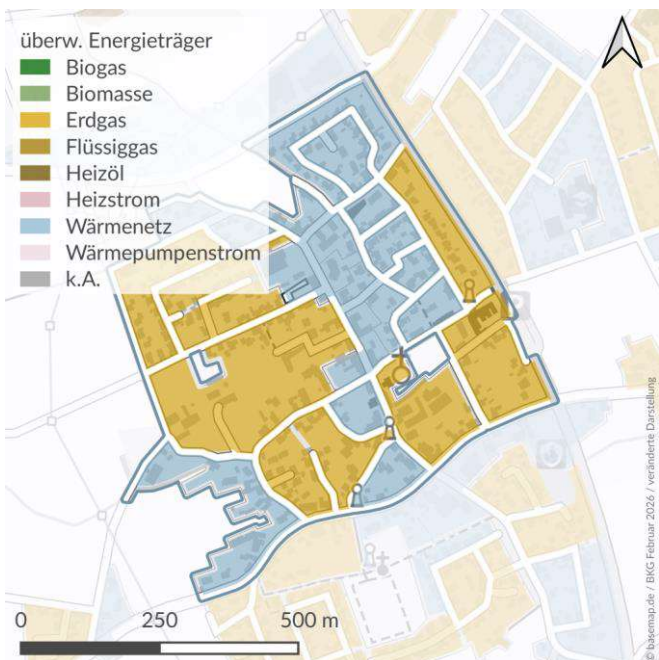 überw. Energieträger
Biogas
Biomasse
Erdgas
Flüssiggas
Heizöl
Heizstrom
Wärmenetz
Wärmepumpenstrom
k.A.
© basemap.de / BKG Februar 2026 / veränderte Darstellung
0 250 500 m